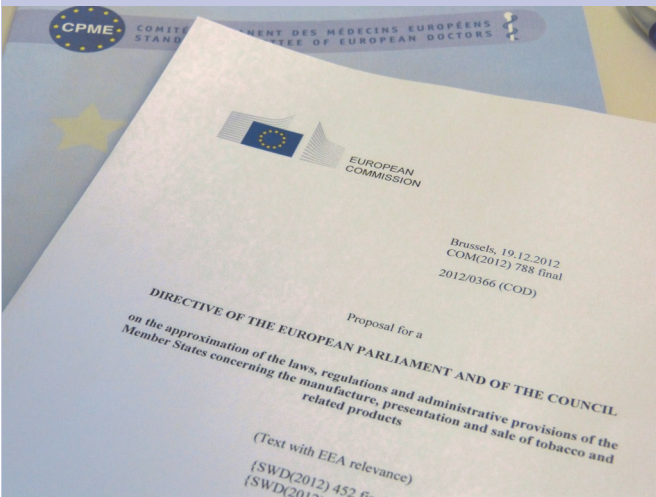 CPME
COMITÉ PERMANENT DES MÉDECINS EUROPÉENS
STANDING COMMITTEE OF EUROPEAN DOCTORS
EUROPEAN
COMMISSION
Brussels, 19.12.2012
COM(2012) 788 final
2012/0366 (COD)
Proposal for a
DIRECTIVE OF THE EUROPEAN PARLIAMENT AND OF THE COUNCIL
on the approximation of the laws, regulations and administrative provisions of the
Member States concerning the manufacture, presentation and sale of tobacco and
related products
(Text with EEA relevance)
{SWD(2012) 452 fi
{SWD(201